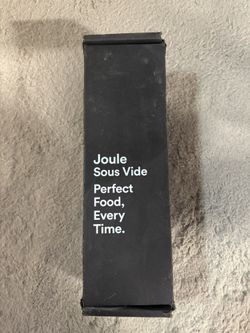 Joule
Sous Vide
Perfect
Food,
Every
Time.